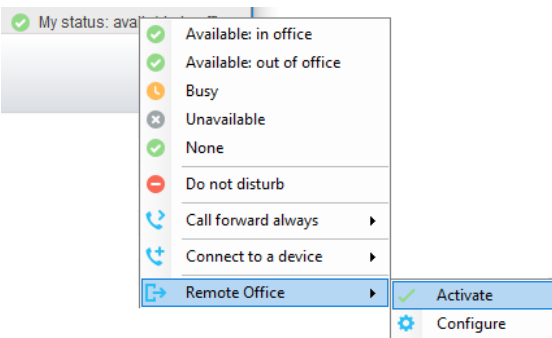 My status: ava
Available: in office
Available: out of office
Busy
Unavailable
None
Do not disturb
Call forward always
Connect to a device
Remote Office
Activate
Configure